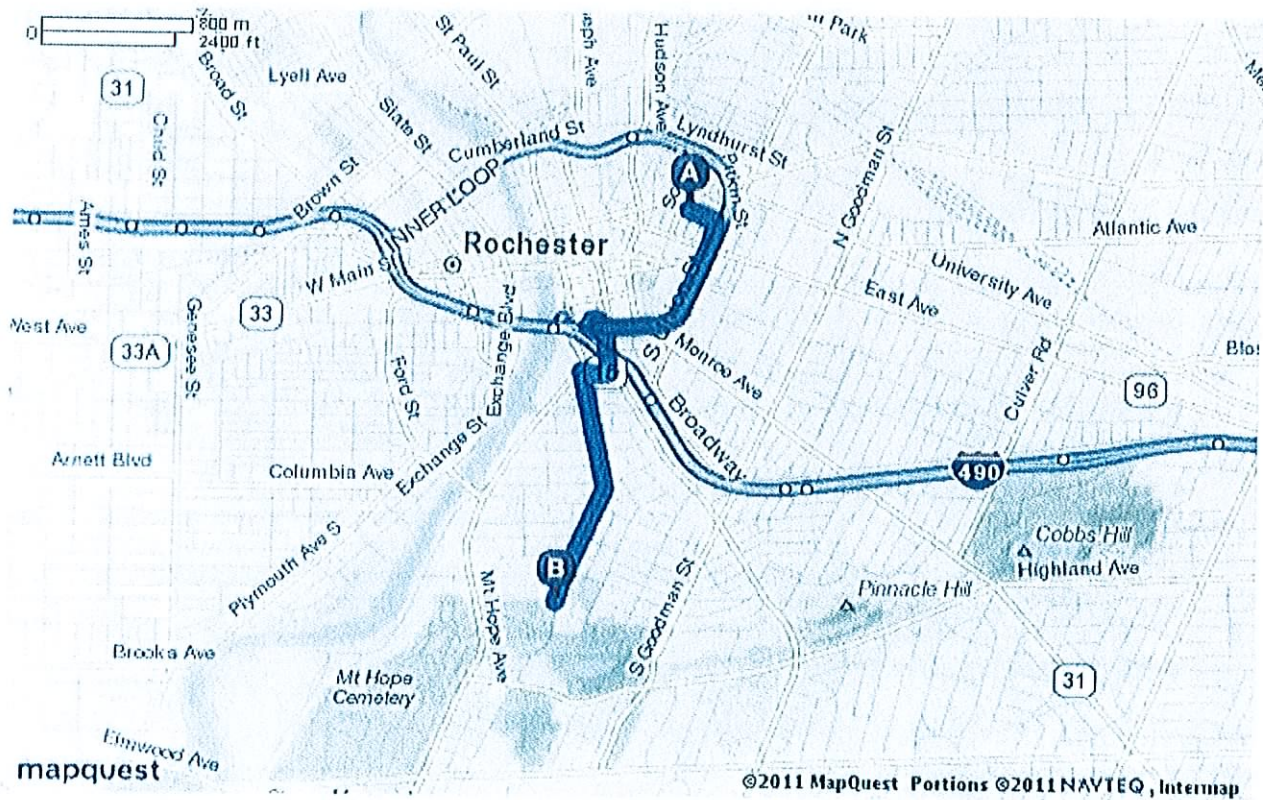 0
800 m
2400 ft
31
Broad St
Lyell Ave
St Paul St
Hudson Ave
Park
State St
Child St
Cumberland St
Lyndhurst St
A
Pitkin St
N Goodman St
Brown St
NNER LOOP
Ames St
Rochester
W Main S
Atlantic Ave
University Ave
East Ave
33
Genesee St
Exchange Blvd
West Ave
33A
Ford St
Monroe Ave
Culver Rd
96
Broadway
Arnett Blvd
Columbia Ave
Exchange St
490
Plymouth Ave S
B
Cobbs Hill
Highland Ave
Pinnacle Hill
Mt Hope Ave
S Goodman St
Brooks Ave
Mt Hope
Cemetery
31
Elmwood Ave
mapquest
©2011 MapQuest Portions ©2011 NAVTEQ, Intermap